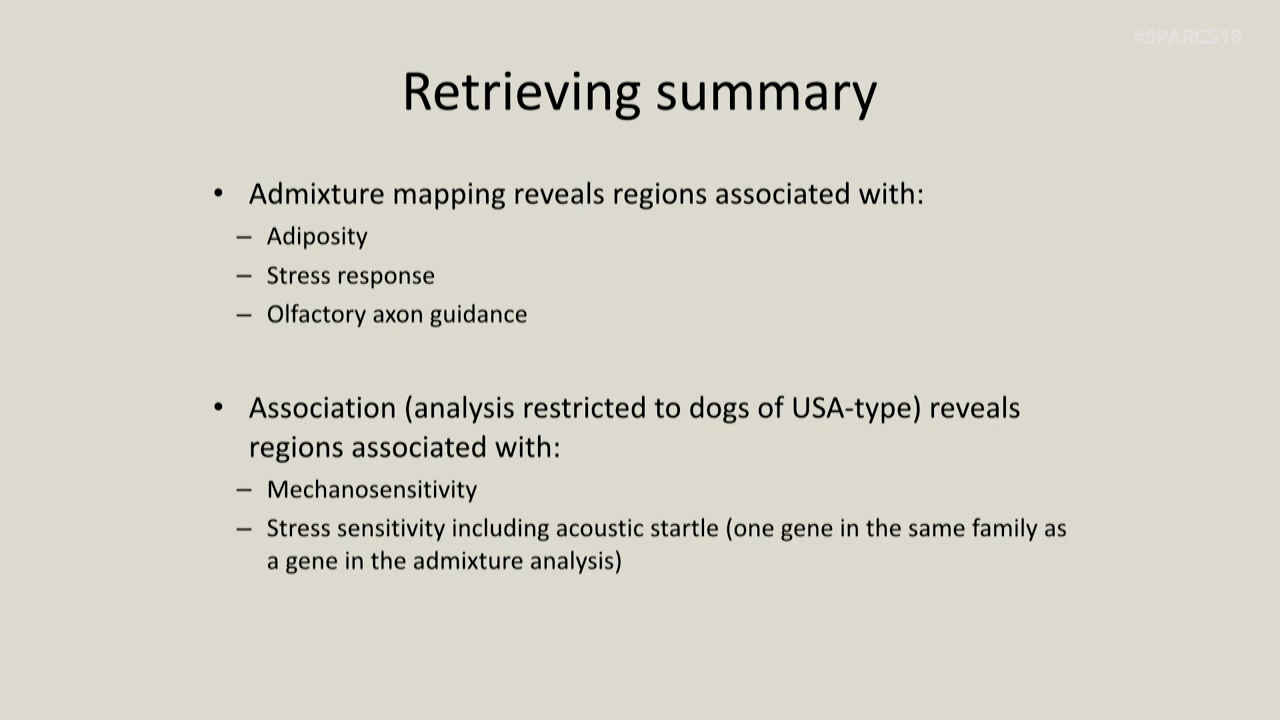 #SPARCS18
Retrieving summary
• Admixture mapping reveals regions associated with:
– Adiposity
– Stress response
– Olfactory axon guidance
• Association (analysis restricted to dogs of USA-type) reveals
regions associated with:
– Mechanosensitivity
– Stress sensitivity including acoustic startle (one gene in the same family as
a gene in the admixture analysis)